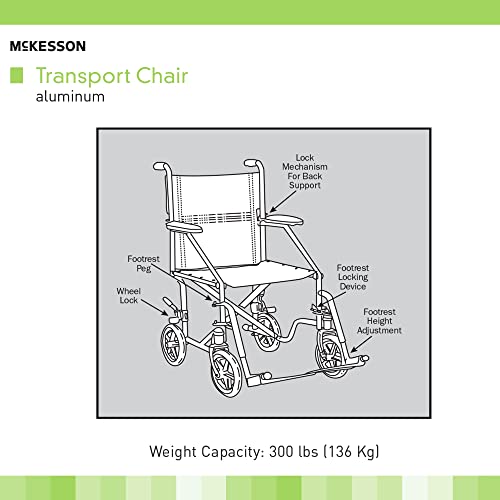 McKESSON
Transport Chair
aluminum
Lock
Mechanism
For Back
Support
Footrest
Peg
Wheel
Lock
Footrest
Locking
Device
Footrest
Height
Adjustment
Weight Capacity: 300 lbs (136 Kg)